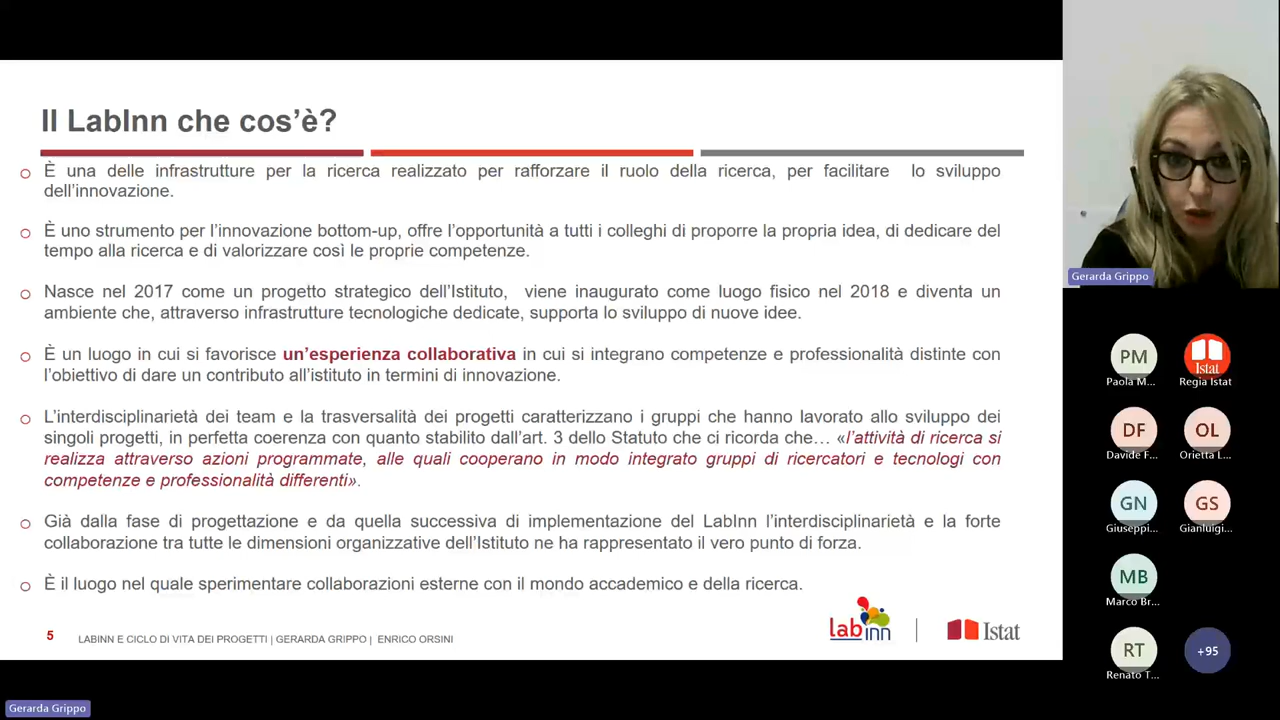 Il LabInn che cos'è?
È una delle infrastrutture per la ricerca realizzato per rafforzare il ruolo della ricerca, per facilitare lo sviluppo
dell'innovazione.
È uno strumento per l'innovazione bottom-up, offre l'opportunità a tutti i colleghi di proporre la propria idea, di dedicare del
tempo alla ricerca e di valorizzare così le proprie competenze.
Nasce nel 2017 come un progetto strategico dell'Istituto, viene inaugurato come luogo fisico nel 2018 e diventa un
ambiente che, attraverso infrastrutture tecnologiche dedicate, supporta lo sviluppo di nuove idee.
È un luogo in cui si favorisce un'esperienza collaborativa in cui si integrano competenze e professionalità distinte con
l'obiettivo di dare un contributo all'istituto in termini di innovazione.
L'interdisciplinarietà dei team e la trasversalità dei progetti caratterizzano i gruppi che hanno lavorato allo sviluppo dei
singoli progetti, in perfetta coerenza con quanto stabilito dall'art. 3 dello Statuto che ci ricorda che… «l'attività di ricerca si
realizza attraverso azioni programmate, alle quali cooperano in modo integrato gruppi di ricercatori e tecnologi con
competenze e professionalità differenti».
Già dalla fase di progettazione e da quella successiva di implementazione del LabInn l'interdisciplinarietà e la forte
collaborazione tra tutte le dimensioni organizzative dell'Istituto ne ha rappresentato il vero punto di forza.
È il luogo nel quale sperimentare collaborazioni esterne con il mondo accademico e della ricerca.
5 LABINN E CICLO DI VITA DEI PROGETTI | GERARDA GRIPPO | ENRICO ORSINI
lab inn
Istat
Gerarda Grippo
PM
Paola M...
Istat
Regia Istat
DF
Davide F...
OL
Orietta L...
GN
Giuseppi...
GS
Gianluigi...
MB
Marco Br...
RT
Renato T...
+95
Gerarda Grippo